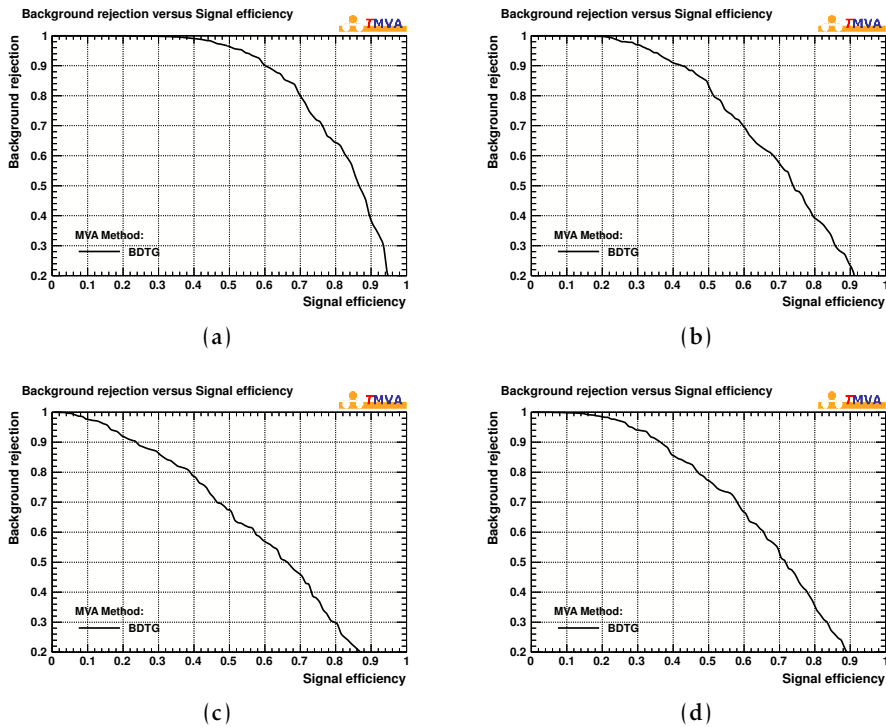 Background rejection versus Signal efficiency
TMVA
Background rejection
1
0.9
0.8
0.7
0.6
0.5
0.4
0.3
0.2
MVA Method:
BDTG
0 0.1 0.2 0.3 0.4 0.5 0.6 0.7 0.8 0.9 1
Signal efficiency
(a)
Background rejection versus Signal efficiency
TMVA
Background rejection
1
0.9
0.8
0.7
0.6
0.5
0.4
0.3
0.2
MVA Method:
BDTG
0 0.1 0.2 0.3 0.4 0.5 0.6 0.7 0.8 0.9 1
Signal efficiency
(b)
Background rejection versus Signal efficiency
TMVA
Background rejection
1
0.9
0.8
0.7
0.6
0.5
0.4
0.3
0.2
MVA Method:
BDTG
0 0.1 0.2 0.3 0.4 0.5 0.6 0.7 0.8 0.9 1
Signal efficiency
(c)
Background rejection versus Signal efficiency
TMVA
Background rejection
1
0.9
0.8
0.7
0.6
0.5
0.4
0.3
0.2
MVA Method:
BDTG
0 0.1 0.2 0.3 0.4 0.5 0.6 0.7 0.8 0.9 1
Signal efficiency
(d)